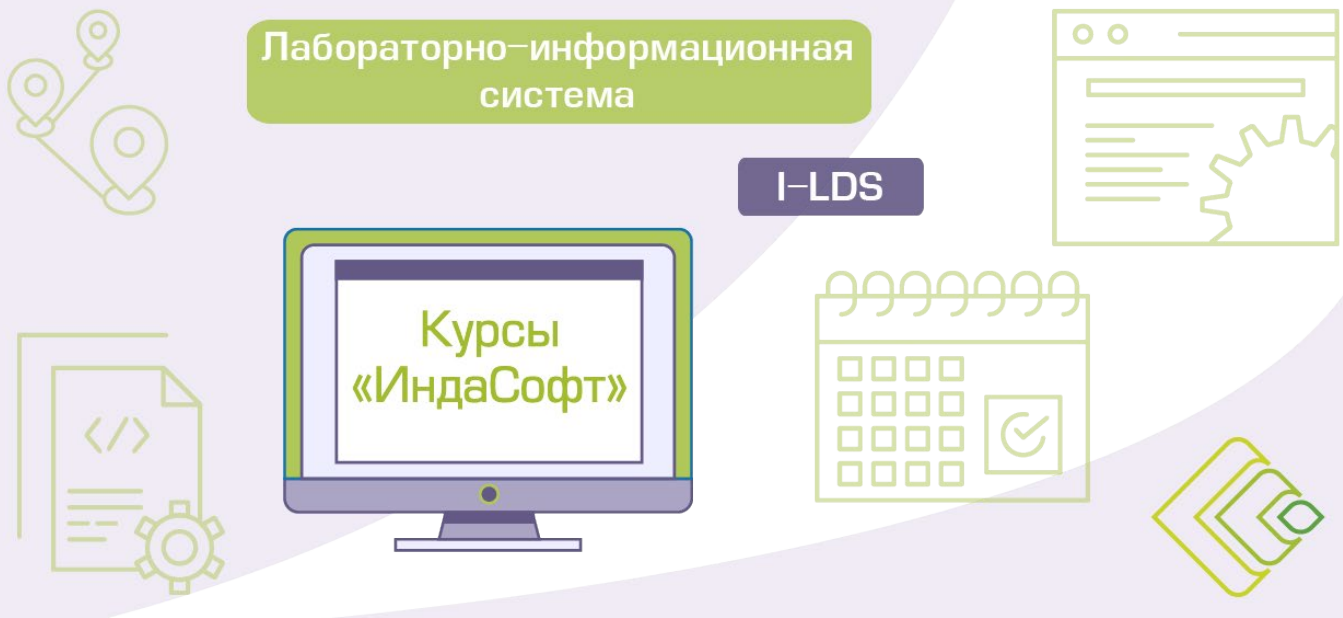 Лабораторно-информационная
система
I-LDS
Курсы
«ИндаСофт»
</>